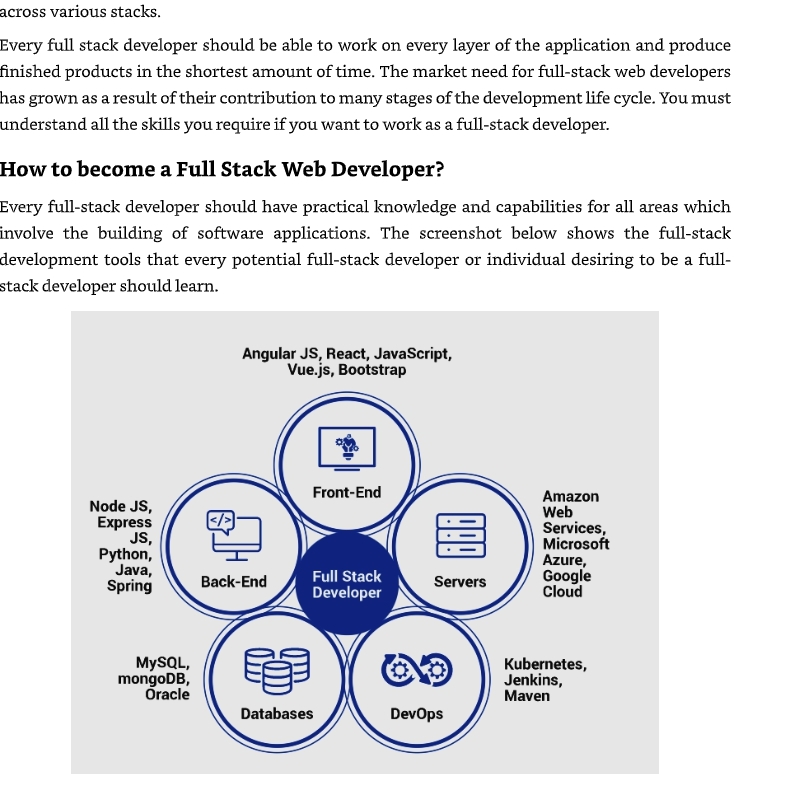 across various stacks.
Every full stack developer should be able to work on every layer of the application and produce
finished products in the shortest amount of time. The market need for full-stack web developers
has grown as a result of their contribution to many stages of the development life cycle. You must
understand all the skills you require if you want to work as a full-stack developer.
How to become a Full Stack Web Developer?
Every full-stack developer should have practical knowledge and capabilities for all areas which
involve the building of software applications. The screenshot below shows the full-stack
development tools that every potential full-stack developer or individual desiring to be a full-
stack developer should learn.
Angular JS, React, JavaScript,
Vue.js, Bootstrap
Front-End
Node JS,
Express
JS,
Python,
Java,
Spring
</>
Back-End
Full Stack
Developer
Servers
Amazon
Web
Services,
Microsoft
Azure,
Google
Cloud
MySQL,
mongoDB,
Oracle
Databases
DevOps
Kubernetes,
Jenkins,
Maven